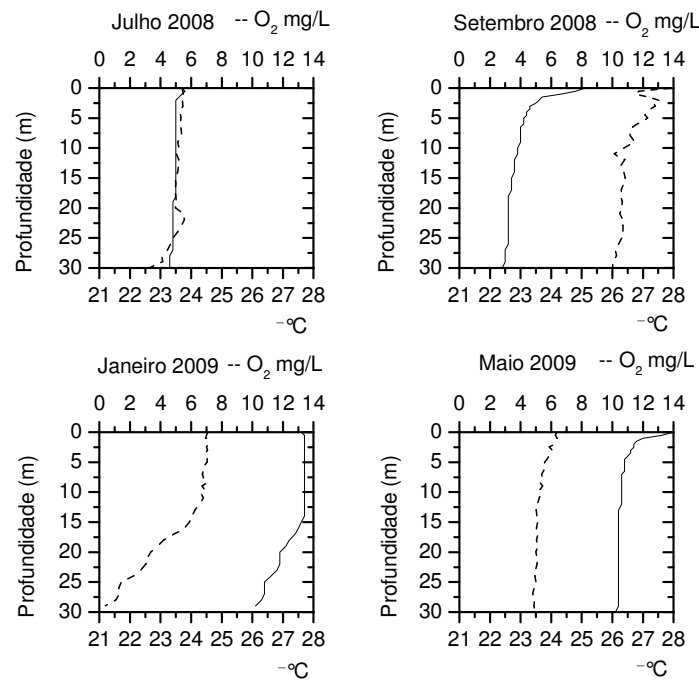 Julho 2008 -- O2 mg/L
0 2 4 6 8 10 12 14
Profundidade (m)
0
5
10
15
20
25
30
21 22 23 24 25 26 27 28
–°C
Setembro 2008 -- O2 mg/L
0 2 4 6 8 10 12 14
Profundidade (m)
0
5
10
15
20
25
30
21 22 23 24 25 26 27 28
–°C
Janeiro 2009 -- O2 mg/L
0 2 4 6 8 10 12 14
Profundidade (m)
0
5
10
15
20
25
30
21 22 23 24 25 26 27 28
–°C
Maio 2009 -- O2 mg/L
0 2 4 6 8 10 12 14
Profundidade (m)
0
5
10
15
20
25
30
21 22 23 24 25 26 27 28
–°C